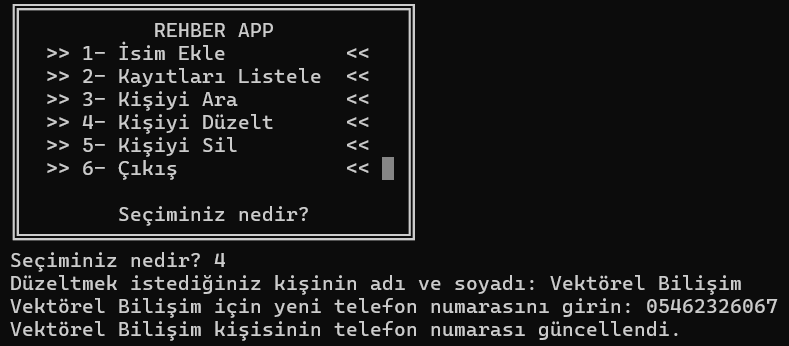 REHBER APP
>> 1- İsim Ekle <<
>> 2- Kayıtları Listele <<
>> 3- Kişiyi Ara <<
>> 4- Kişiyi Düzelt <<
>> 5- Kişiyi Sil <<
>> 6- Çıkış <<
Seçiminiz nedir?
Seçiminiz nedir? 4
Düzeltmek istediğiniz kişinin adı ve soyadı: Vektörel Bilişim
Vektörel Bilişim için yeni telefon numarasını girin: 05462326067
Vektörel Bilişim kişisinin telefon numarası güncellendi.